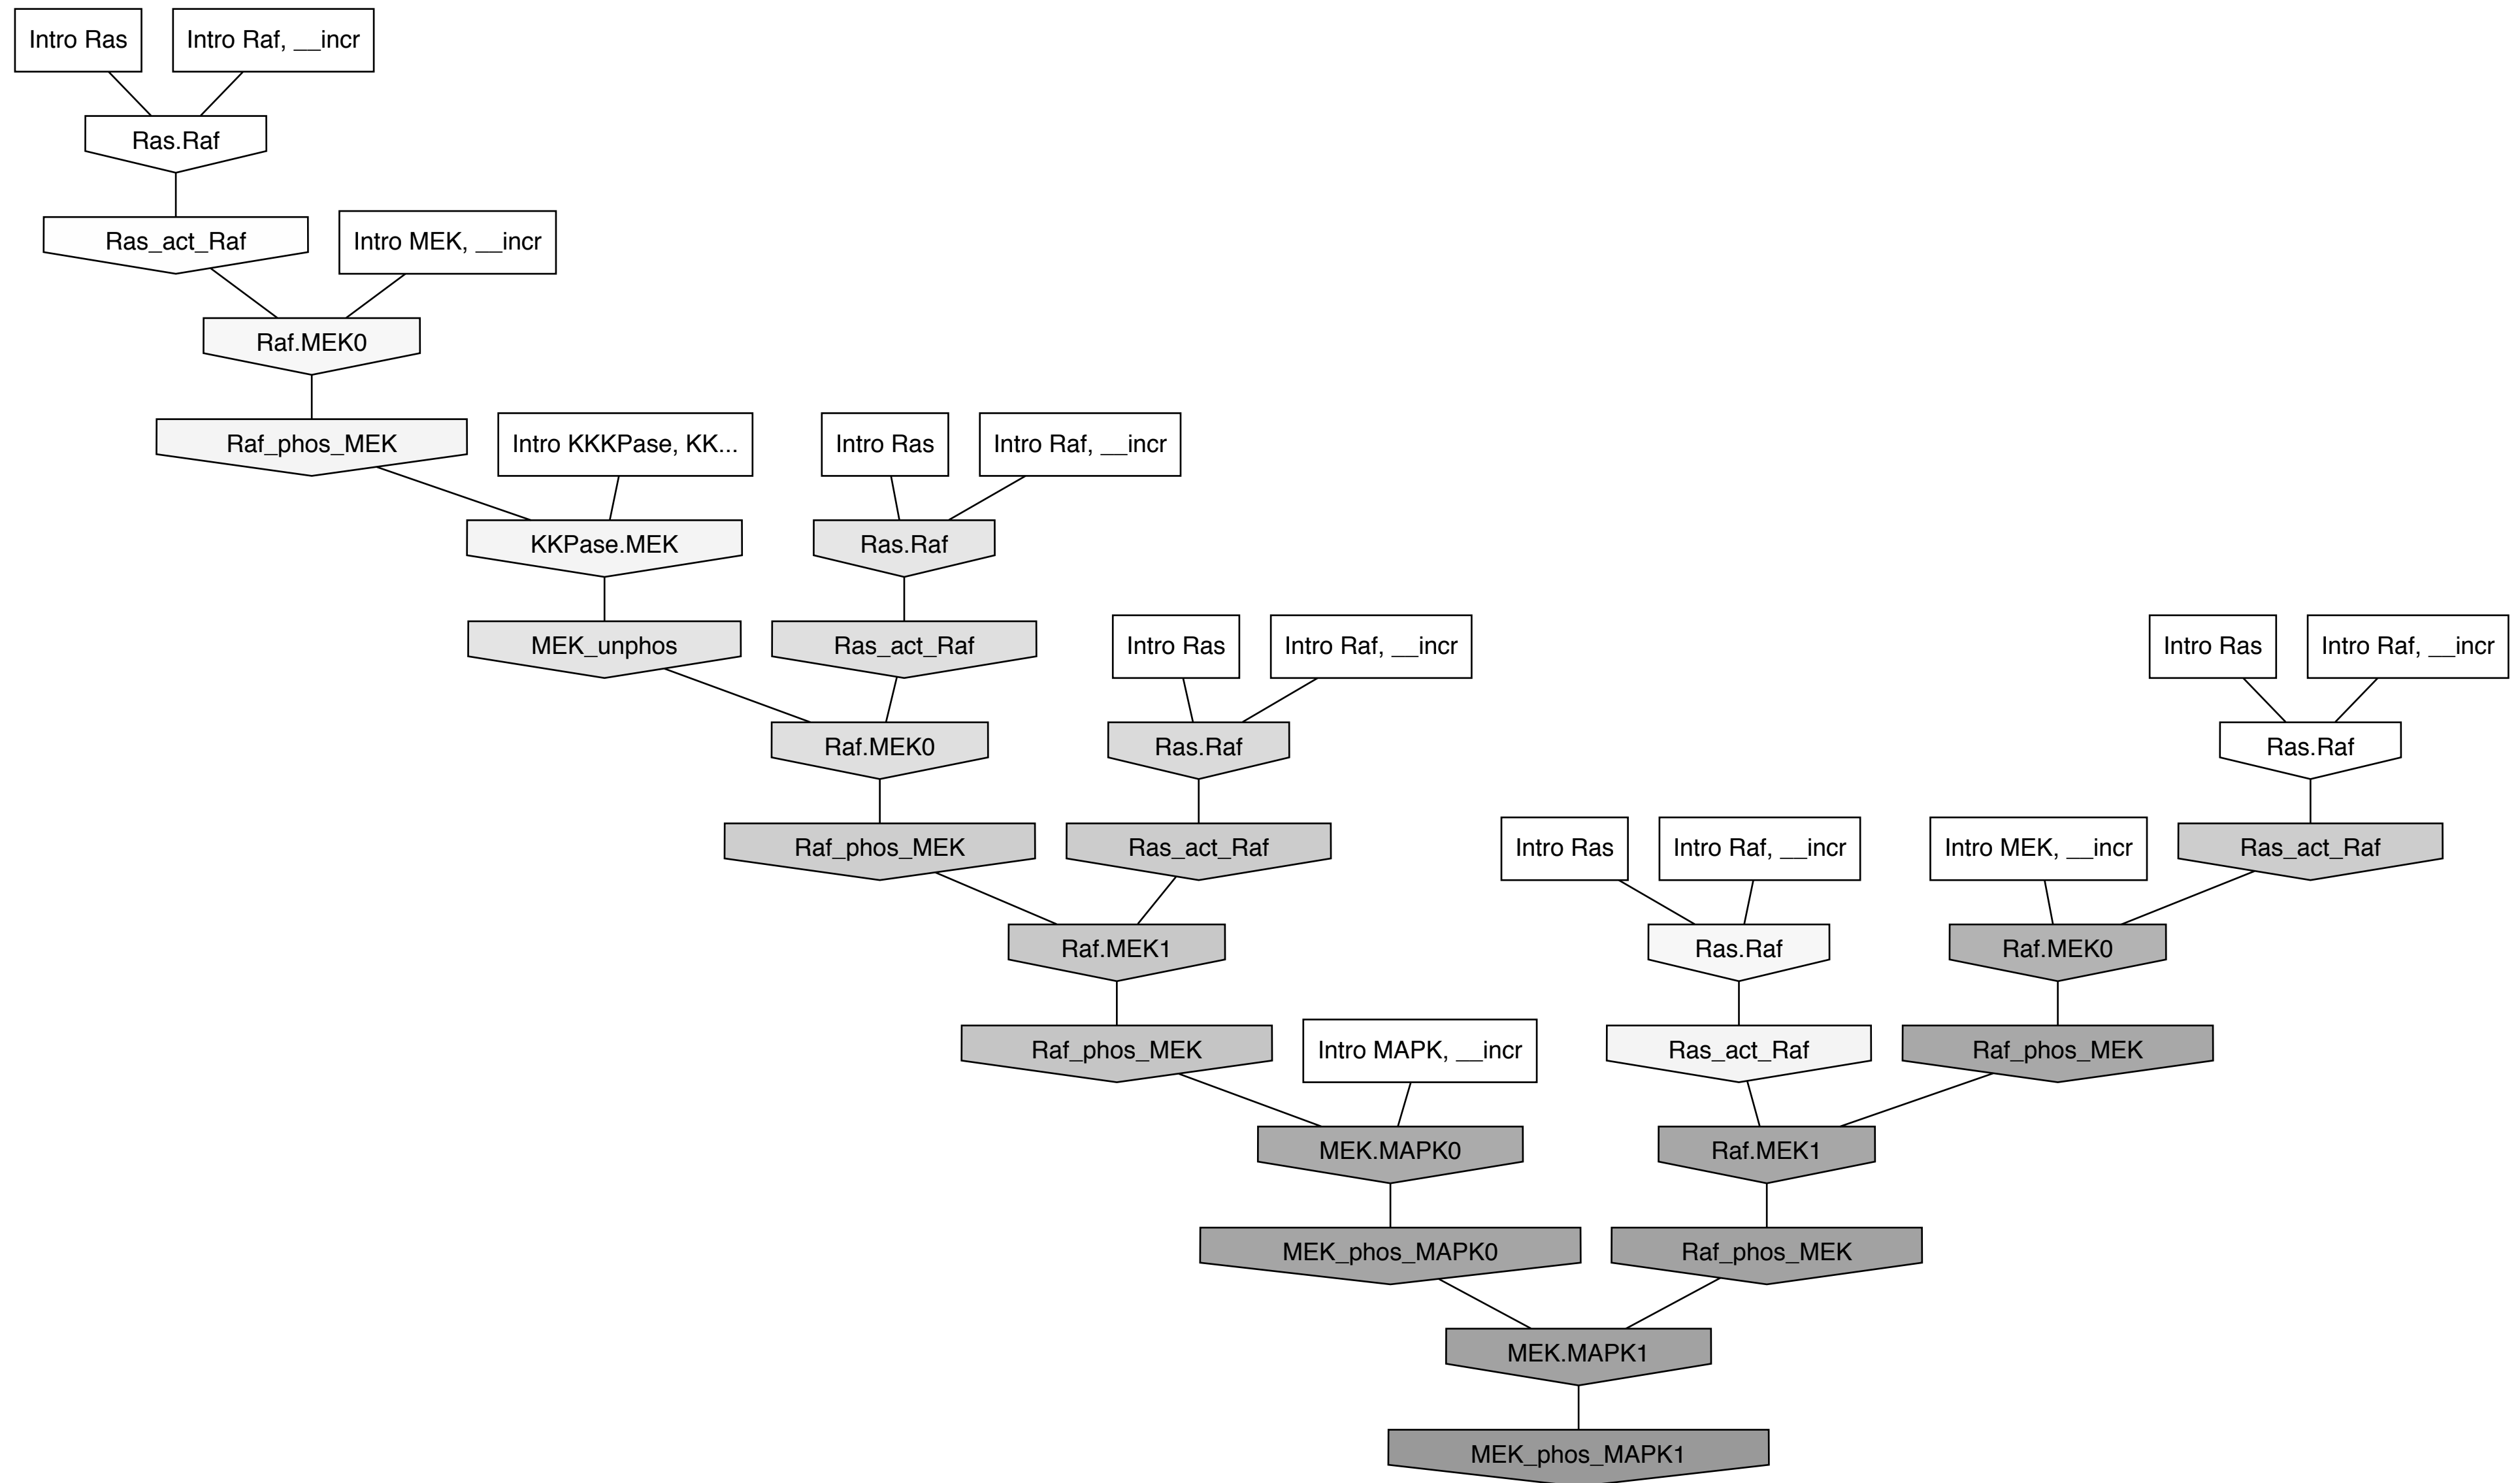 Intro Ras
Intro Raf, __incr
Ras.Raf
Ras_act_Raf
Intro MEK, __incr
Raf.MEK0
Raf_phos_MEK
Intro KKKPase, KK...
Intro Ras
Intro Raf, __incr
KKPase.MEK
Ras.Raf
MEK_unphos
Ras_act_Raf
Intro Ras
Intro Raf, __incr
Intro Ras
Intro Raf, __incr
Raf.MEK0
Ras.Raf
Ras.Raf
Raf_phos_MEK
Ras_act_Raf
Intro Ras
Intro Raf, __incr
Intro MEK, __incr
Ras_act_Raf
Raf.MEK1
Ras.Raf
Raf.MEK0
Raf_phos_MEK
Intro MAPK, __incr
Ras_act_Raf
Raf_phos_MEK
MEK.MAPK0
Raf.MEK1
MEK_phos_MAPK0
Raf_phos_MEK
MEK.MAPK1
MEK_phos_MAPK1